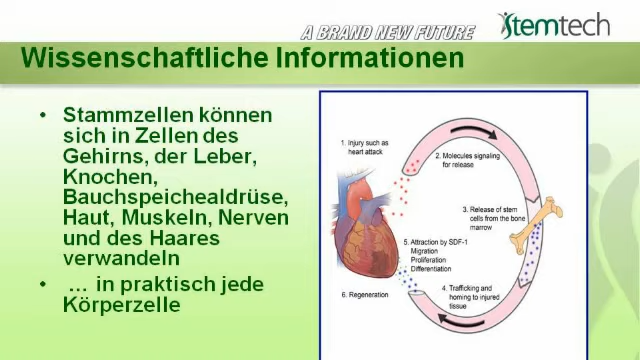 A BRAND NEW FUTURE
Stemtech
Wissenschaftliche Informationen
• Stammzellen können
sich in Zellen des
Gehirns, der Leber,
Knochen,
Bauchspeichealdrüse,
Haut, Muskeln, Nerven
und des Haares
verwandeln
• … in praktisch jede
Körperzelle
1. Injury such as
heart attack
2. Molecules signaling
for release
3. Release of stem
cells from the bone
marrow
5. Attraction by SDF-1
Migration
Proliferation
Differentiation
4. Trafficking and
homing to injured
tissue
6. Regeneration